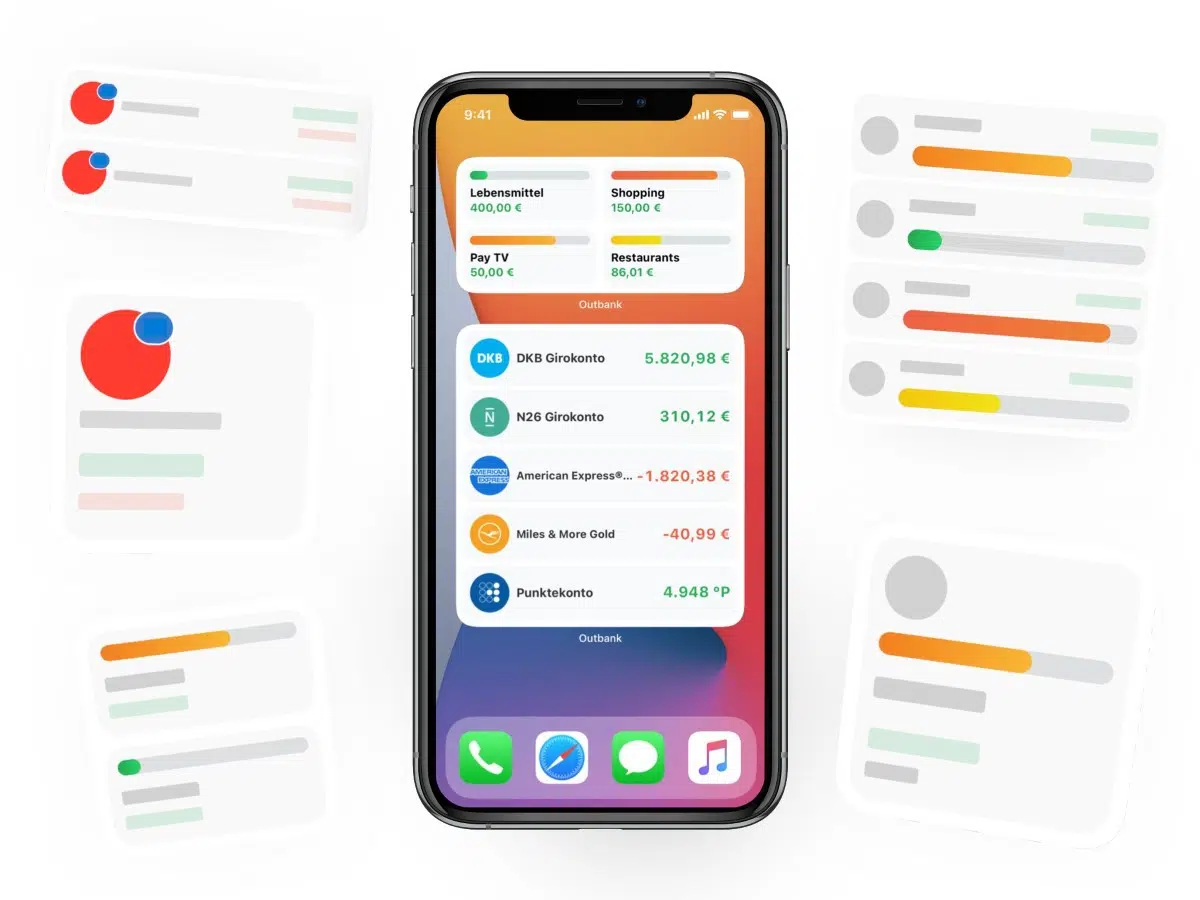 9:41
Lebensmittel
400,00 €
Shopping
150,00 €
Pay TV
50,00 €
Restaurants
86,01 €
Outbank
DKB
DKB Girokonto
5.820,98 €
N
N26 Girokonto
310,12 €
AMERICAN
EXPRESS
American Express®...
-1.820,38 €
Miles & More Gold
-40,99 €
Punktekonto
4.948 °P
Outbank